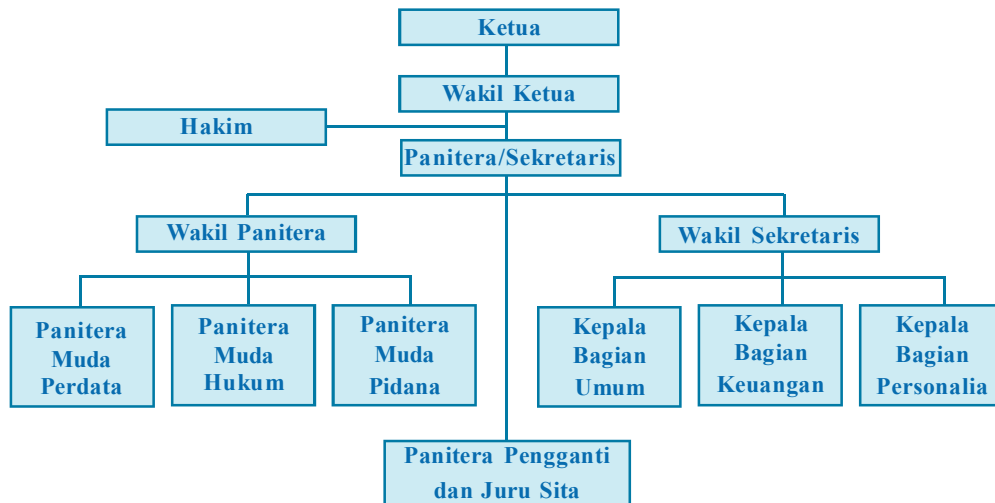 Ketua
Wakil Ketua
Hakim
Panitera/Sekretaris
Wakil Panitera
Wakil Sekretaris
Panitera
Muda
Perdata
Panitera
Muda
Hukum
Panitera
Muda
Pidana
Kepala
Bagian
Umum
Kepala
Bagian
Keuangan
Kepala
Bagian
Personalia
Panitera Pengganti
dan Juru Sita